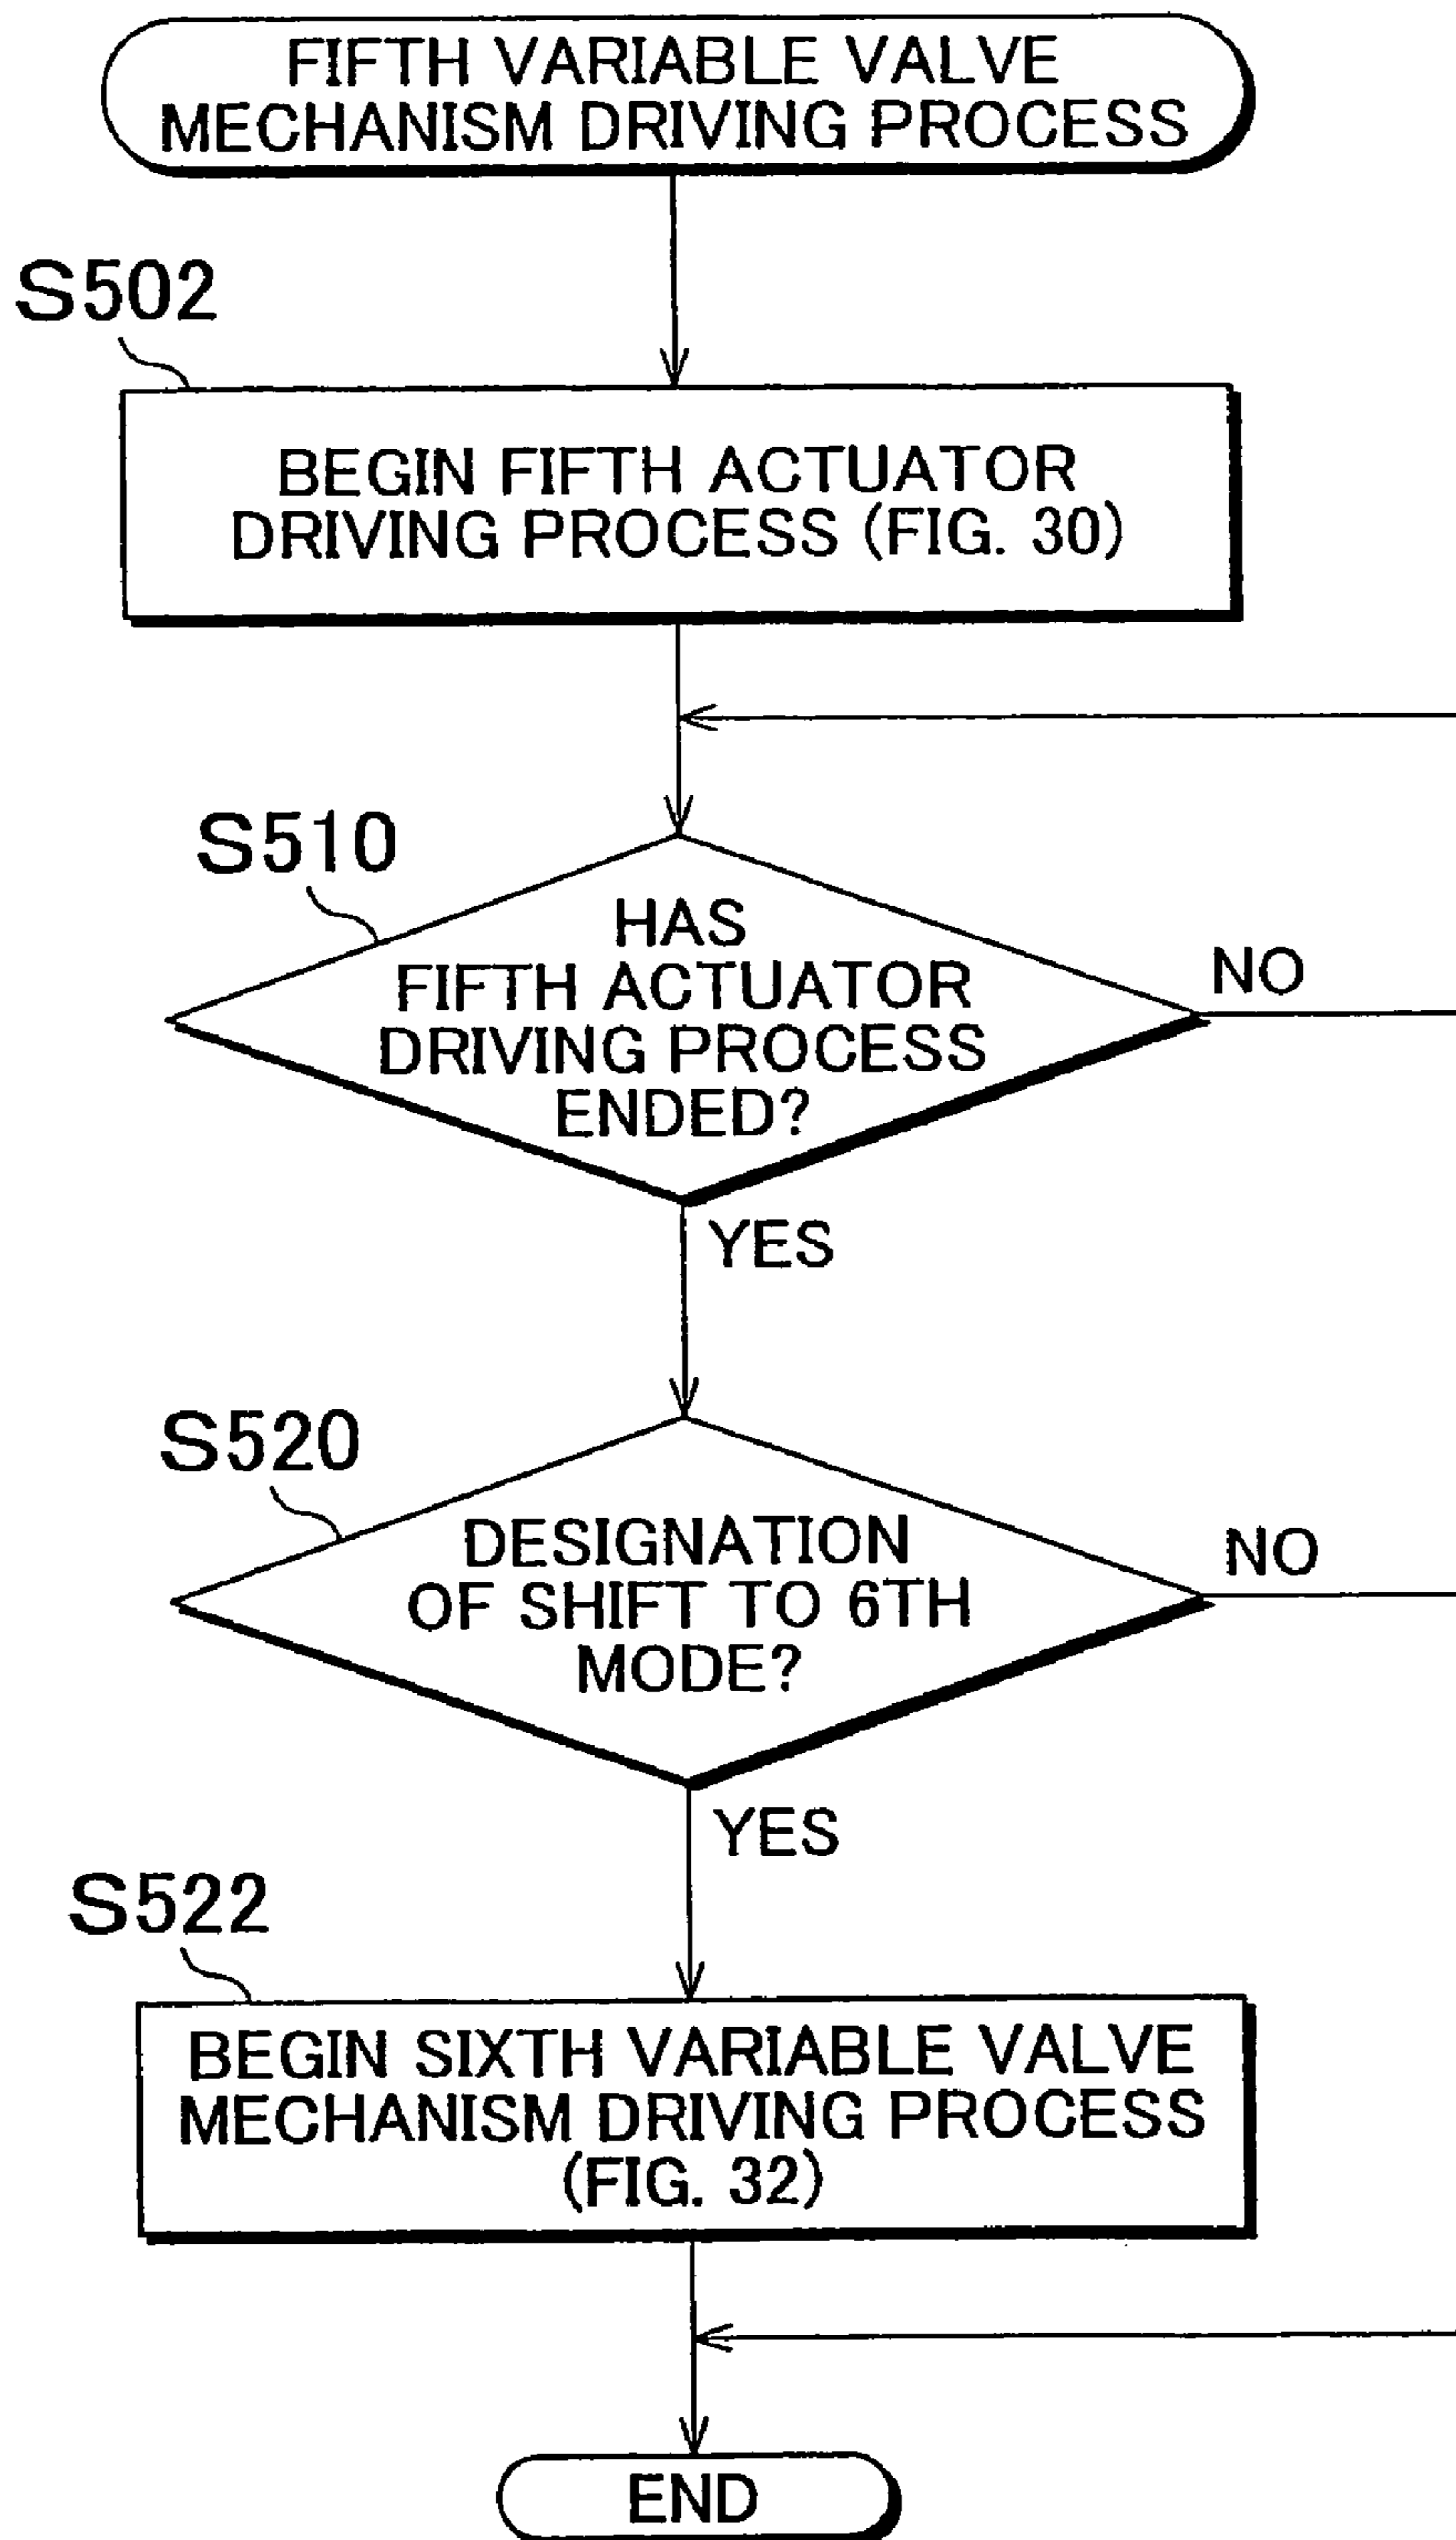 FIFTH VARIABLE VALVE
MECHANISM DRIVING PROCESS
S502
BEGIN FIFTH ACTUATOR
DRIVING PROCESS (FIG. 30)
S510
HAS
FIFTH ACTUATOR
DRIVING PROCESS
ENDED?
NO
YES
S520
DESIGNATION
OF SHIFT TO 6TH
MODE?
NO
YES
S522
BEGIN SIXTH VARIABLE VALVE
MECHANISM DRIVING PROCESS
(FIG. 32)
END